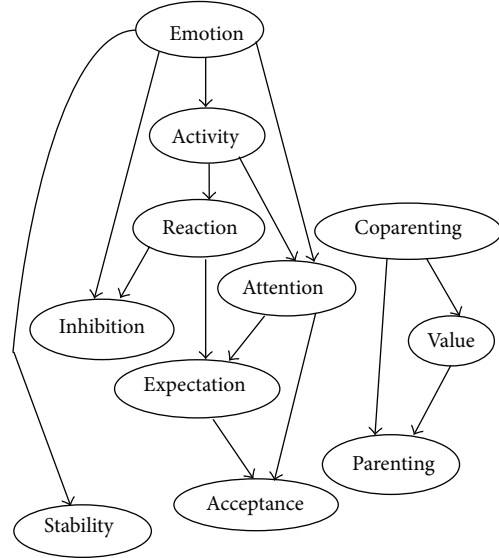 Emotion
Activity
Reaction
Coparenting
Attention
Inhibition
Value
Expectation
Parenting
Acceptance
Stability